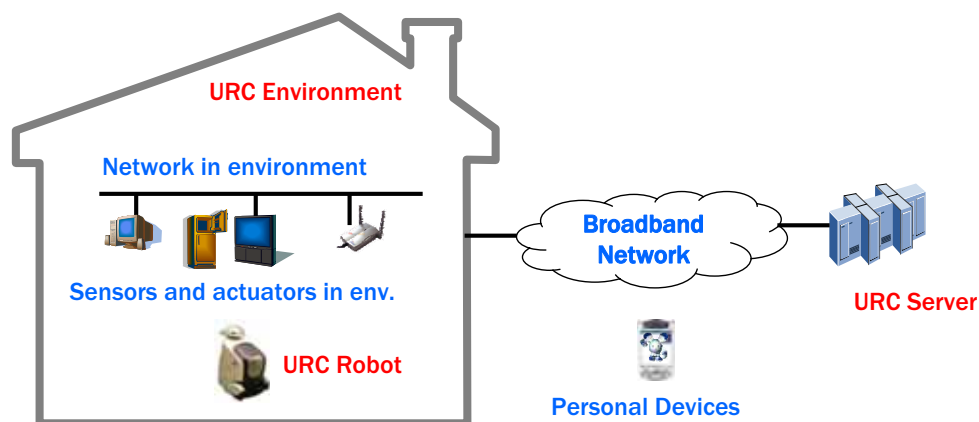 URC Environment
Network in environment
Broadband
Network
Sensors and actuators in env.
URC Server
URC Robot
Personal Devices